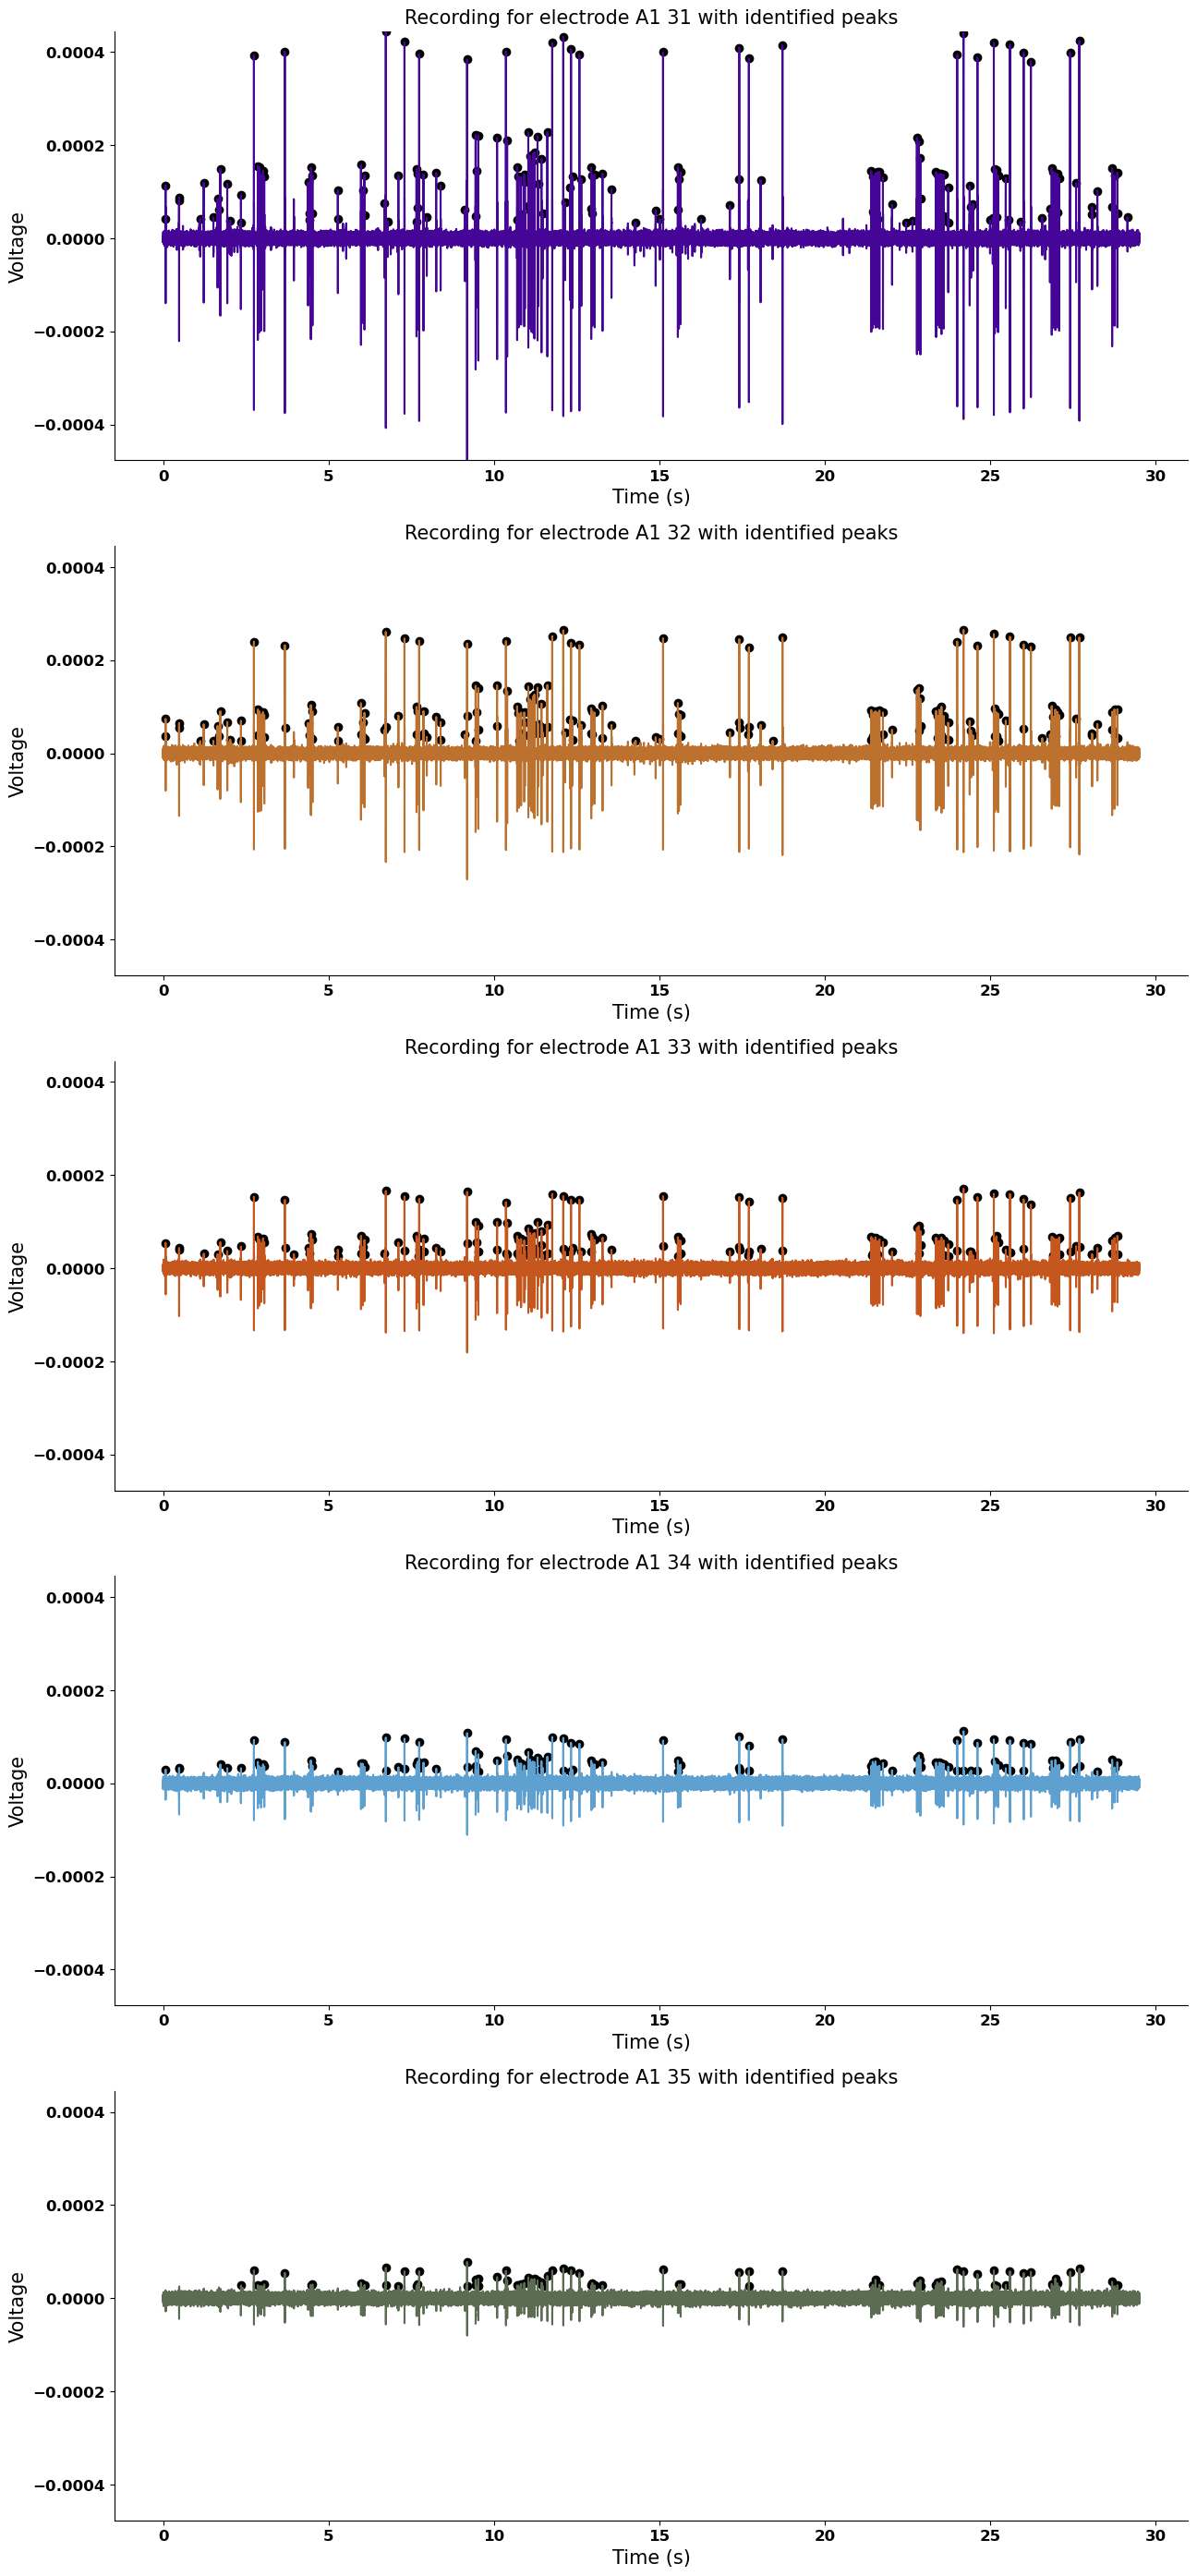 Recording for electrode A1 31 with identified peaks
0.0004
0.0002
0.0000
−0.0002
−0.0004
Voltage
0 5 10 15 20 25 30
Time (s)
Recording for electrode A1 32 with identified peaks
0.0004
0.0002
0.0000
−0.0002
−0.0004
Voltage
0 5 10 15 20 25 30
Time (s)
Recording for electrode A1 33 with identified peaks
0.0004
0.0002
0.0000
−0.0002
−0.0004
Voltage
0 5 10 15 20 25 30
Time (s)
Recording for electrode A1 34 with identified peaks
0.0004
0.0002
0.0000
−0.0002
−0.0004
Voltage
0 5 10 15 20 25 30
Time (s)
Recording for electrode A1 35 with identified peaks
0.0004
0.0002
0.0000
−0.0002
−0.0004
Voltage
0 5 10 15 20 25 30
Time (s)